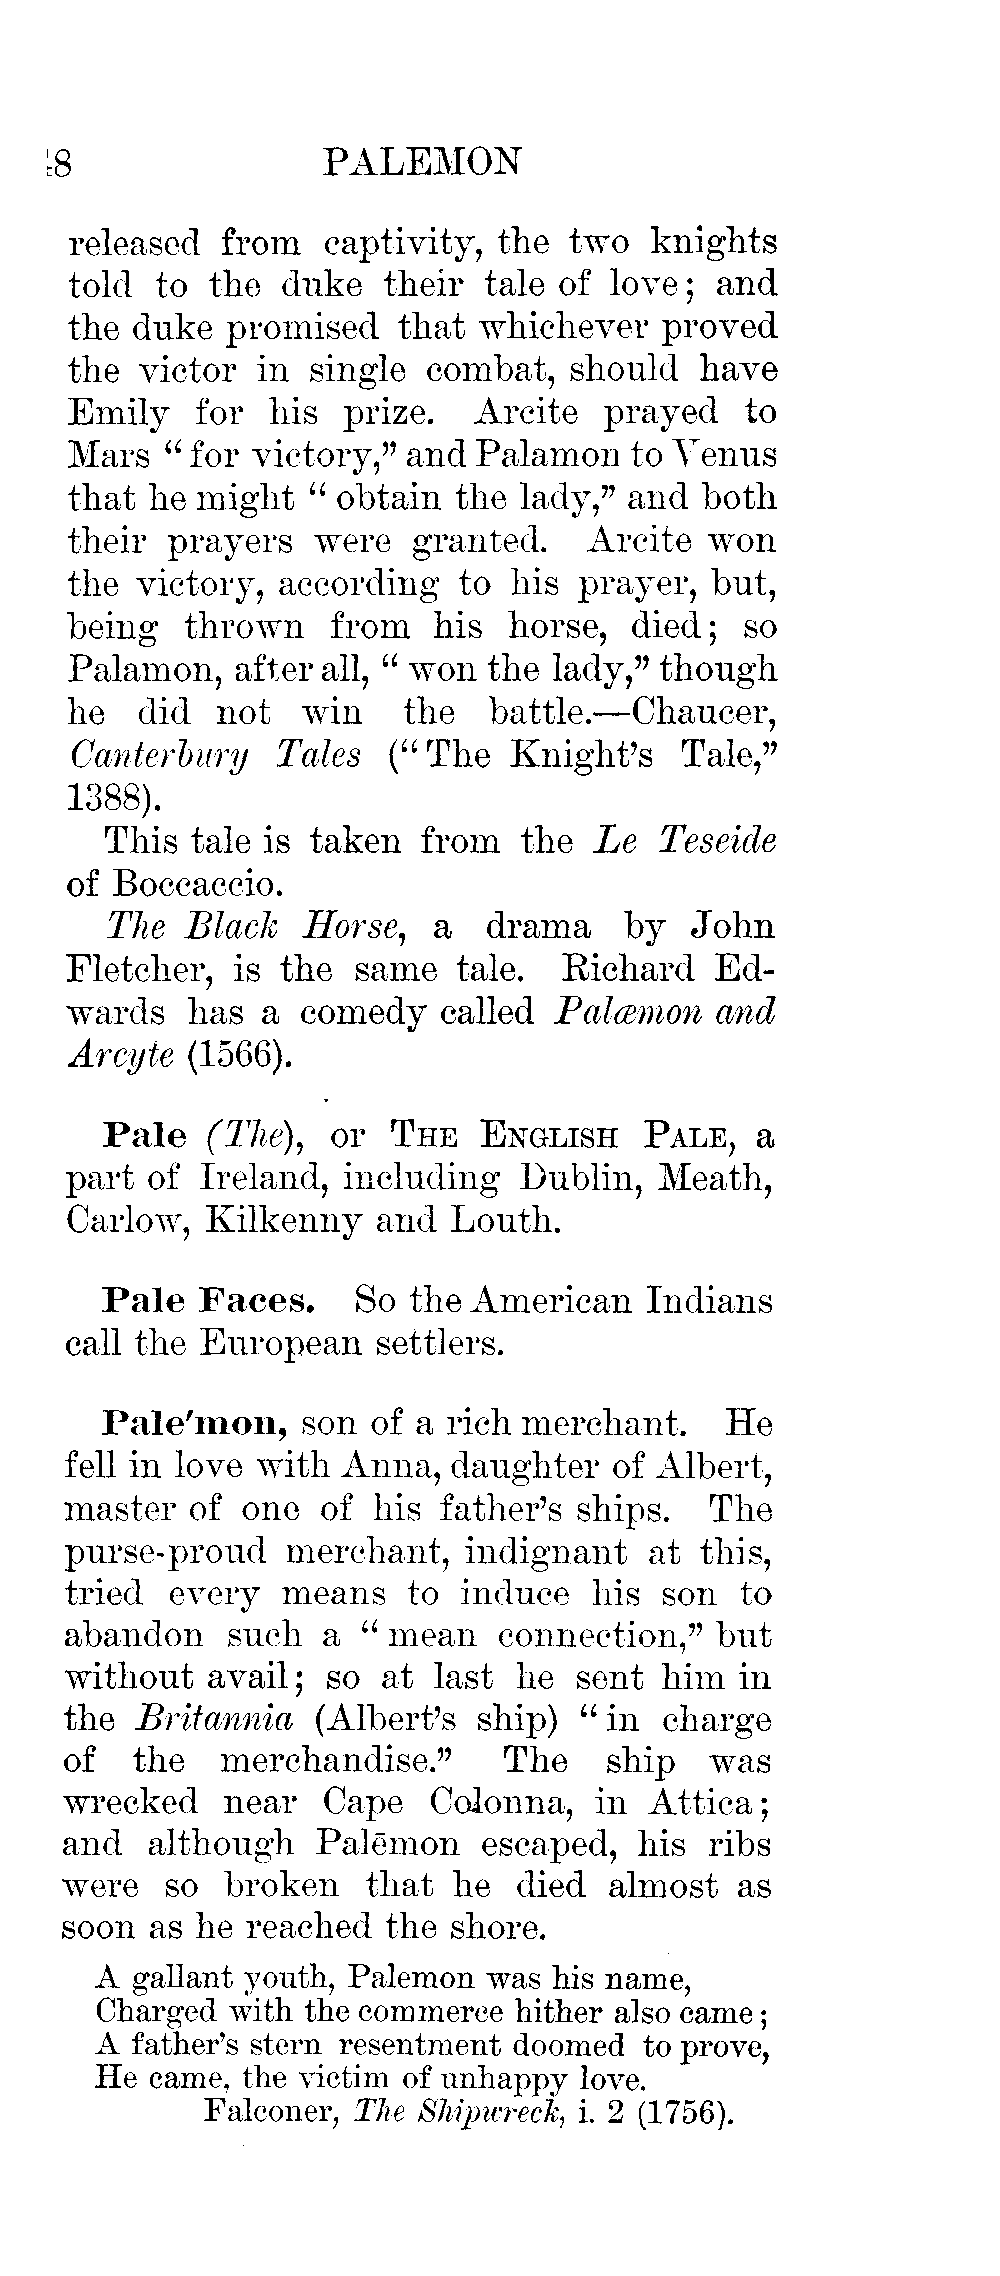 8 PALEMON
released from captivity, the two knights
told to the duke their tale of love; and
the duke promised that whichever proved
the victor in single combat, should have
Emily for his prize. Arcite prayed to
Mars “for victory,” and Palamon to Venus
that he might “obtain the lady,” and both
their prayers were granted. Arcite won
the victory, according to his prayer, but,
being thrown from his horse, died; so
Palamon, after all, “won the lady,” though
he did not win the battle.—Chaucer,
Canterbury Tales (“The Knight’s Tale,”
1388).
This tale is taken from the Le Teseide
of Boccaccio.
The Black Horse, a drama by John
Fletcher, is the same tale. Richard Ed-
wards has a comedy called Palæmon and
Arcyte (1566).
Pale (The), or THE ENGLISH PALE, a
part of Ireland, including Dublin, Meath,
Carlow, Kilkenny and Louth.
Pale Faces. So the American Indians
call the European settlers.
Pale'mon, son of a rich merchant. He
fell in love with Anna, daughter of Albert,
master of one of his father’s ships. The
purse-proud merchant, indignant at this,
tried every means to induce his son to
abandon such a “mean connection,” but
without avail; so at last he sent him in
the Britannia (Albert’s ship) “in charge
of the merchandise.” The ship was
wrecked near Cape Colonna, in Attica;
and although Palēmon escaped, his ribs
were so broken that he died almost as
soon as he reached the shore.
A gallant youth, Palemon was his name,
Charged with the commerce hither also came;
A father’s stern resentment doomed to prove,
He came, the victim of unhappy love.
Falconer, The Shipwreck, i. 2 (1756).